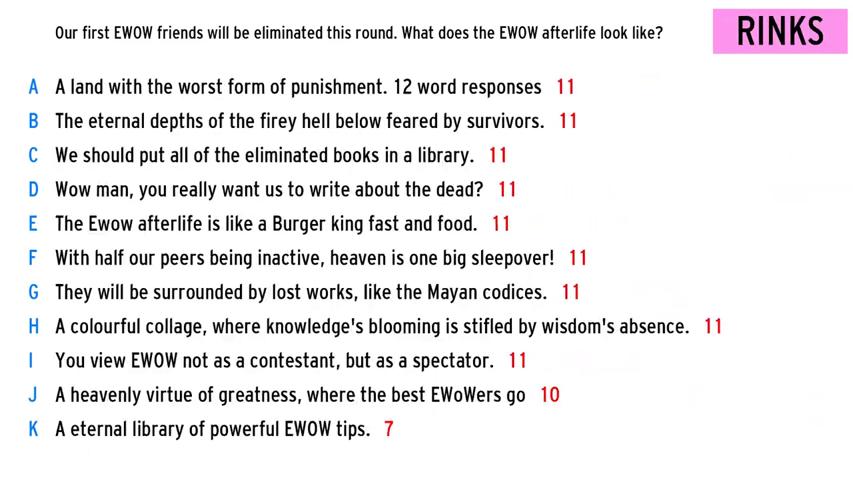 Our first EWOW friends will be eliminated this round. What does the EWOW afterlife look like?
RINKS
A A land with the worst form of punishment. 12 word responses 11
B The eternal depths of the firey hell below feared by survivors. 11
C We should put all of the eliminated books in a library. 11
D Wow man, you really want us to write about the dead? 11
E The Ewow afterlife is like a Burger king fast and food. 11
F With half our peers being inactive, heaven is one big sleepover! 11
G They will be surrounded by lost works, like the Mayan codices. 11
H A colourful collage, where knowledge's blooming is stifled by wisdom's absence. 11
I You view EWOW not as a contestant, but as a spectator. 11
J A heavenly virtue of greatness, where the best EWoWers go 10
K A eternal library of powerful EWOW tips. 7